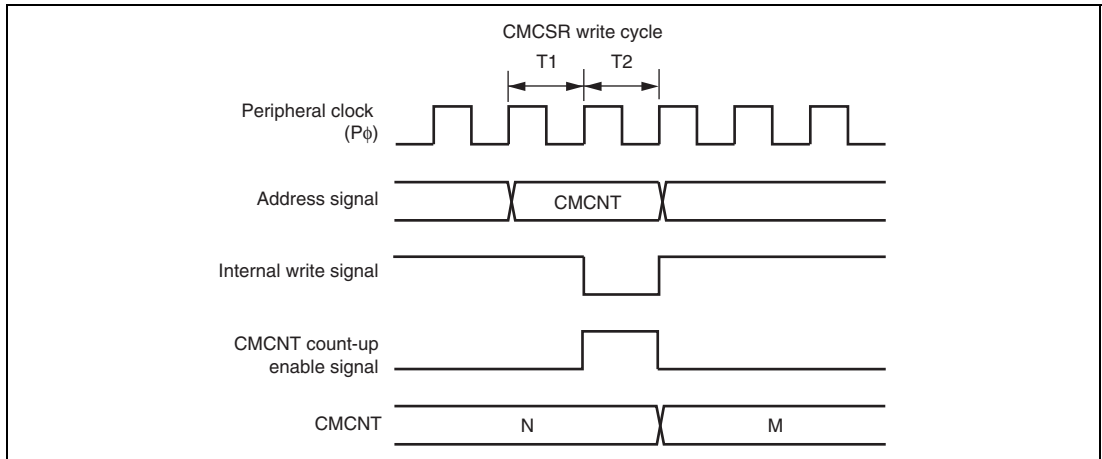 CMCSR write cycle
T1
T2
Peripheral clock
(Pϕ)
Address signal
CMCNT
Internal write signal
CMCNT count-up
enable signal
CMCNT
N
M